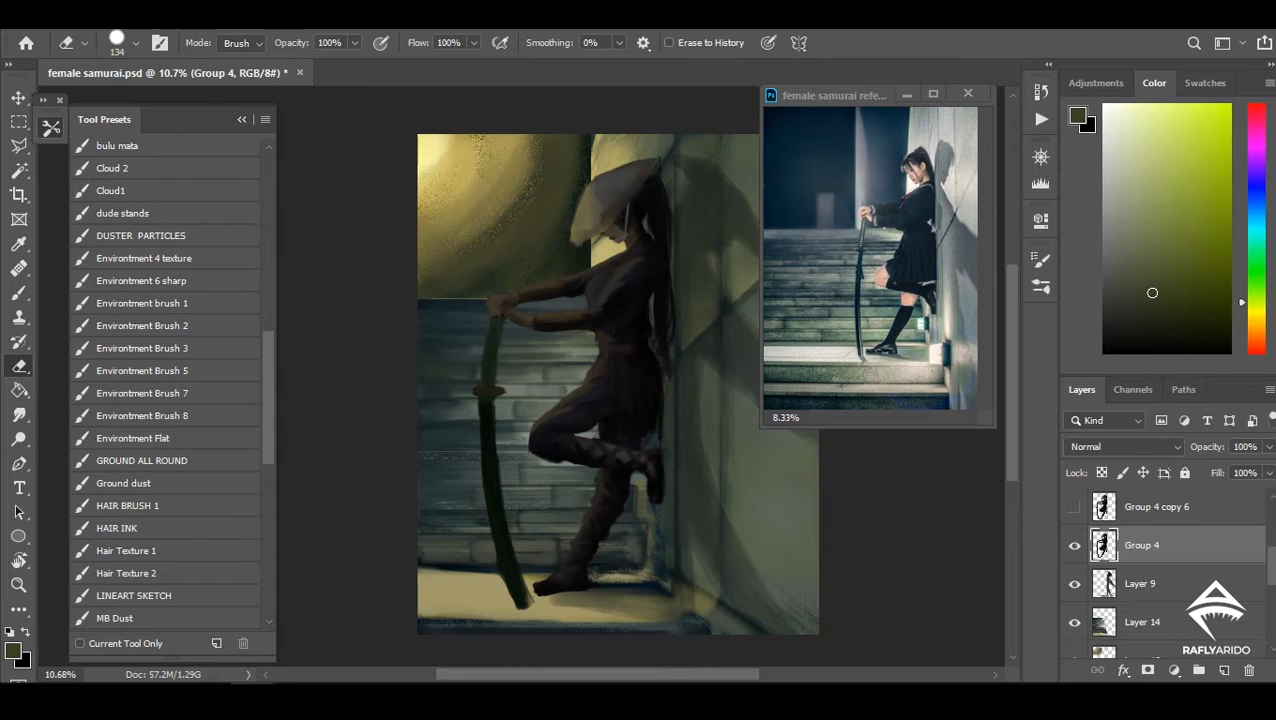 Mode: Brush Opacity: 100% Flow: 100% Smoothing: 0% Erase to History
134
female samurai.psd @ 10.7% (Group 4, RGB/8#) *
Tool Presets
bulu mata
Cloud 2
Cloud1
dude stands
DUSTER PARTICLES
Environtment 4 texture
Environtment 6 sharp
Environtment brush 1
Environtment Brush 2
Environtment Brush 3
Environtment Brush 5
Environtment Brush 7
Environtment Brush 8
Environtment Flat
GROUND ALL ROUND
Ground dust
HAIR BRUSH 1
HAIR INK
Hair Texture 1
Hair Texture 2
LINEART SKETCH
MB Dust
Current Tool Only
10.68% Doc: 57.2M/1.29G
Ps female samurai refe...
8.33%
Adjustments Color Swatches
Layers Channels Paths
Kind
Normal Opacity: 100%
Lock: Fill: 100%
Group 4 copy 6
Group 4
Layer 9
Layer 14
fx
RAFLYARIDO